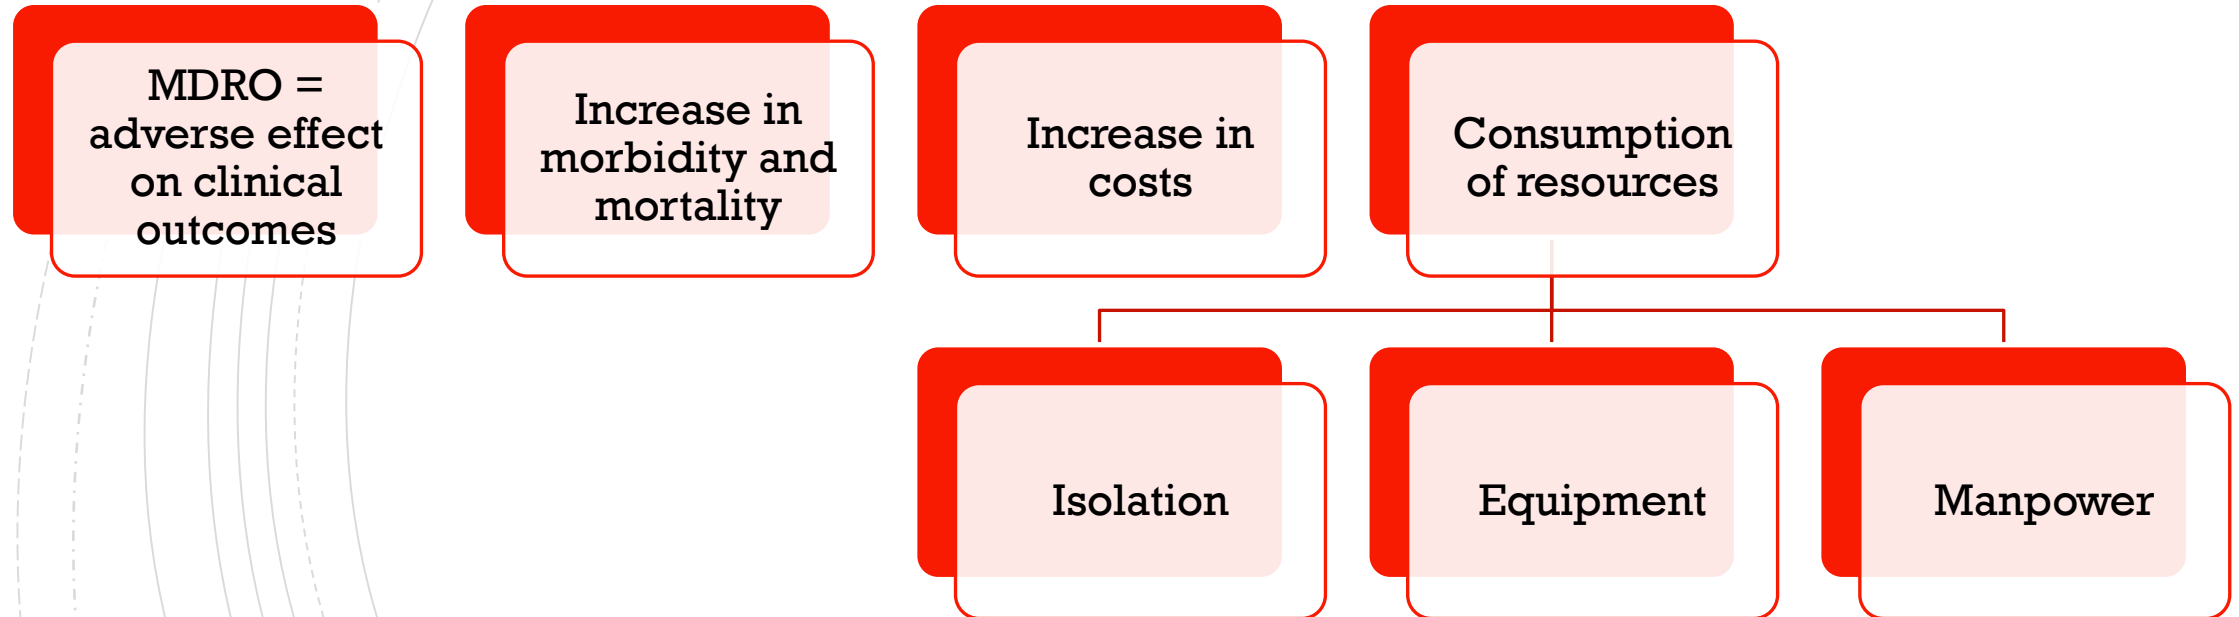 MDRO =
adverse effect
on clinical
outcomes
Increase in
morbidity and
mortality
Increase in
costs
Consumption
of resources
Isolation
Equipment
Manpower